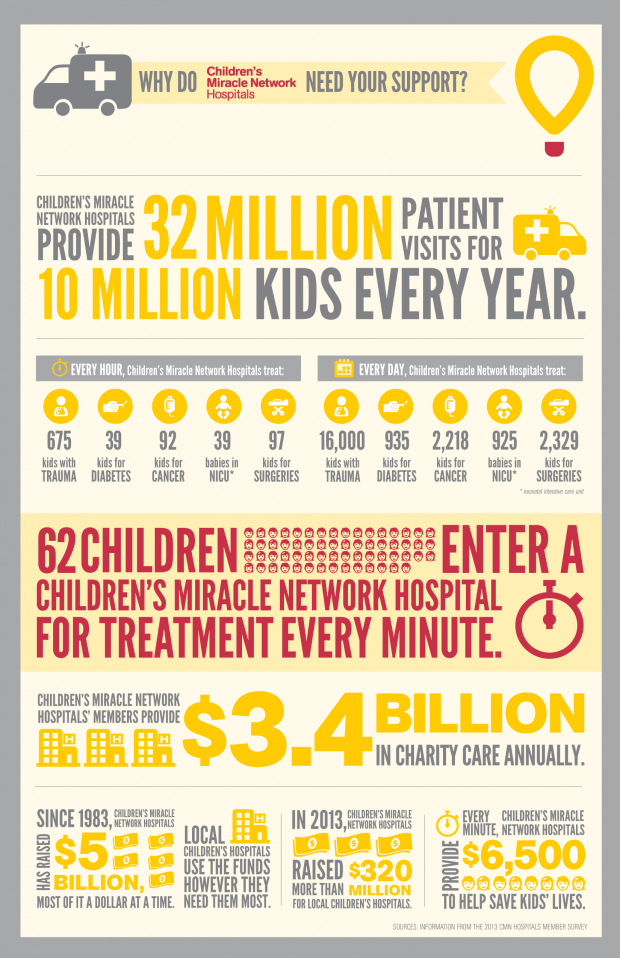 WHY DO Children's Miracle Network Hospitals NEED YOUR SUPPORT?
CHILDREN'S MIRACLE
NETWORK HOSPITALS
PROVIDE 32 MILLION PATIENT
VISITS FOR
10 MILLION KIDS EVERY YEAR.
EVERY HOUR, Children's Miracle Network Hospitals treat:
675
kids with
TRAUMA
39
kids for
DIABETES
92
kids for
CANCER
39
babies in
NICU*
97
kids for
SURGERIES
EVERY DAY, Children's Miracle Network Hospitals treat:
16,000
kids with
TRAUMA
935
kids for
DIABETES
2,218
kids for
CANCER
925
babies in
NICU*
2,329
kids for
SURGERIES
* neonatal intensive care unit
62 CHILDREN ENTER A
CHILDREN'S MIRACLE NETWORK HOSPITAL
FOR TREATMENT EVERY MINUTE.
CHILDREN'S MIRACLE NETWORK
HOSPITALS' MEMBERS PROVIDE
H H H
$3.4 BILLION
IN CHARITY CARE ANNUALLY.
SINCE 1983, CHILDREN'S MIRACLE
NETWORK HOSPITALS
HAS RAISED
$5
BILLION,
MOST OF IT A DOLLAR AT A TIME.
H
LOCAL
CHILDREN'S HOSPITALS
USE THE FUNDS
HOWEVER THEY
NEED THEM MOST.
IN 2013, CHILDREN'S MIRACLE
NETWORK HOSPITALS
RAISED $320
MORE THAN MILLION
FOR LOCAL CHILDREN'S HOSPITALS.
EVERY MINUTE, CHILDREN'S MIRACLE
NETWORK HOSPITALS
PROVIDE
$6,500
TO HELP SAVE KIDS' LIVES.
SOURCES: INFORMATION FROM THE 2013 CMN HOSPITALS MEMBER SURVEY